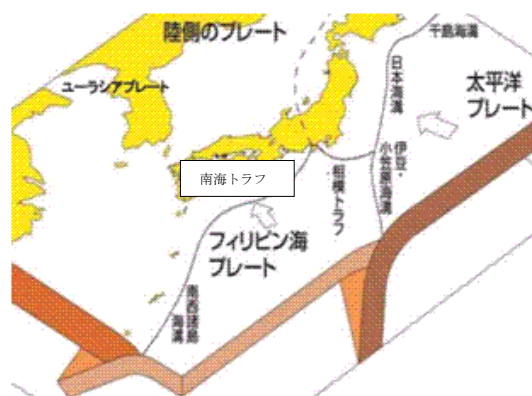 陸側のプレート
千島海溝
ユーラシアプレート
日本海溝
太平洋
プレート
伊豆・
小笠原海溝
南海トラフ
相模トラフ
フィリピン海
プレート
南西諸島
海溝